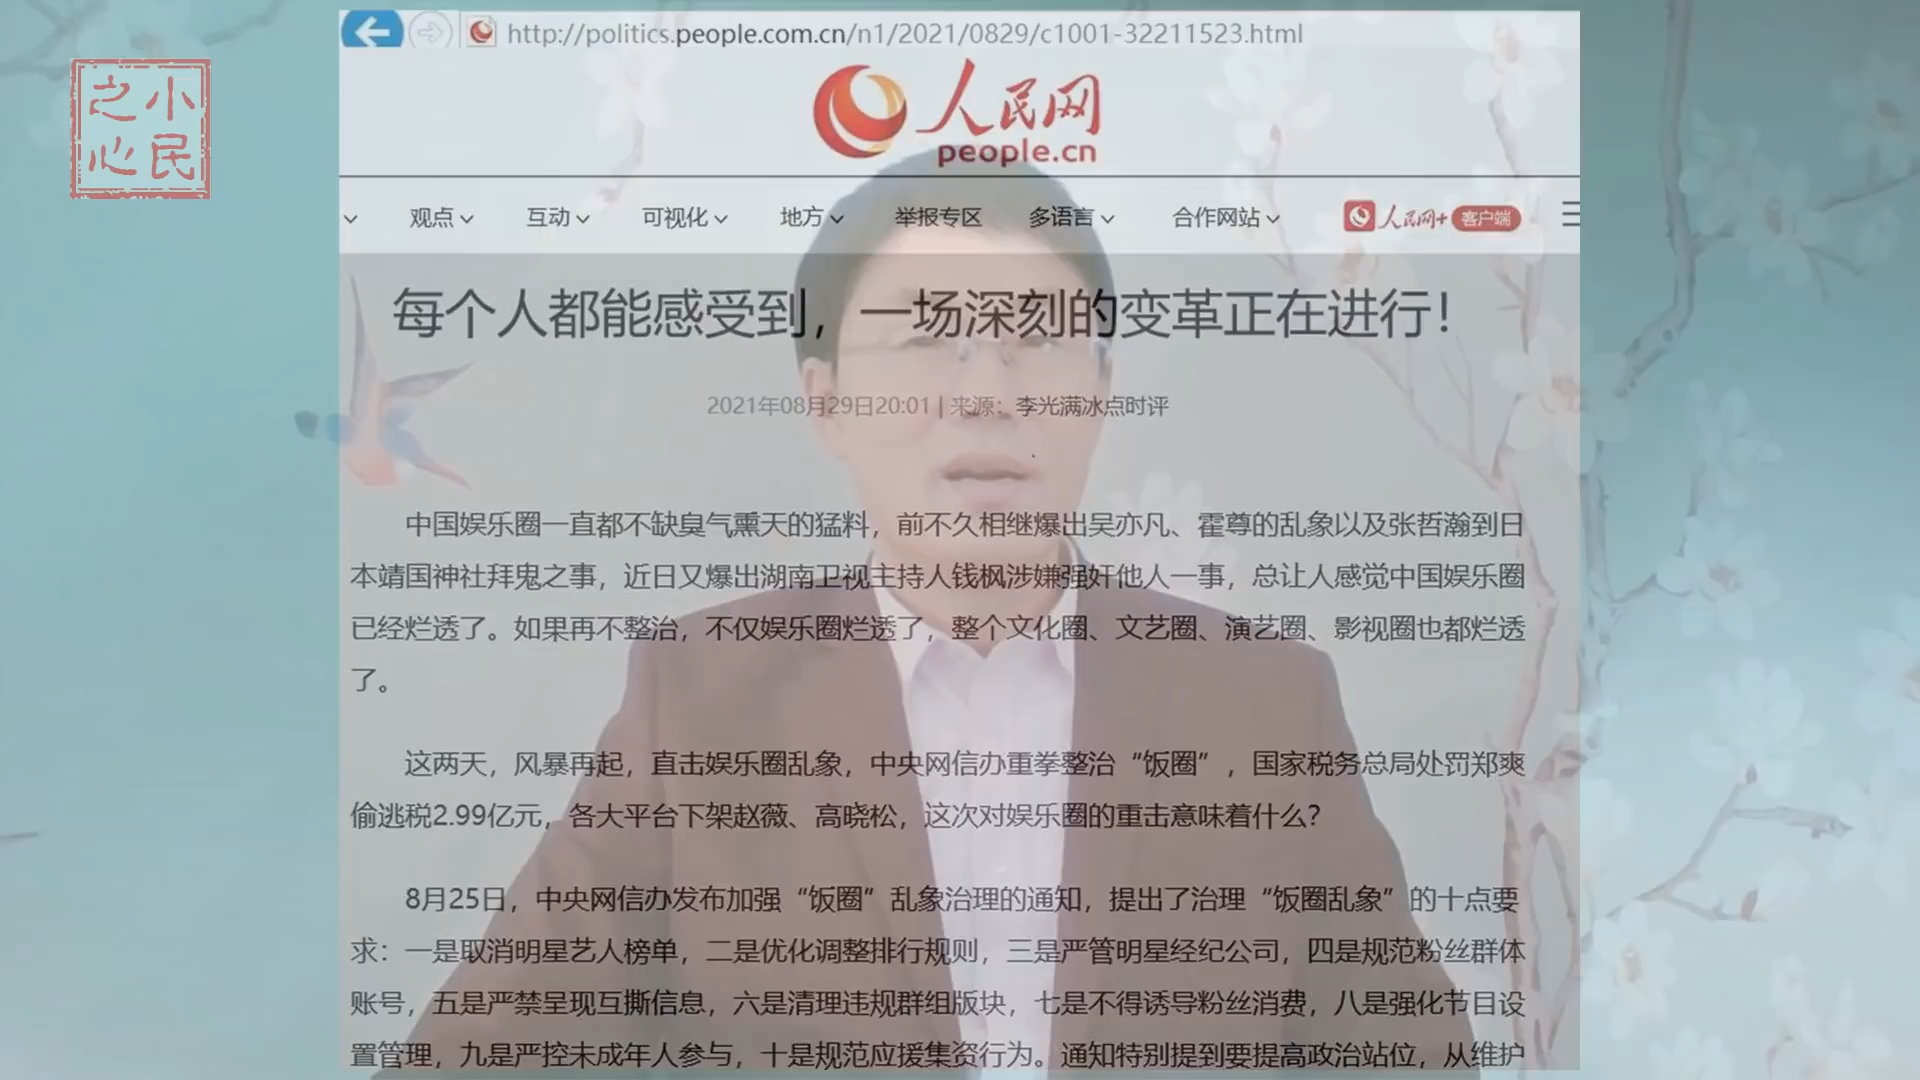 小民之心
http://politics.people.com.cn/n1/2021/0829/c1001-32211523.html
人民网
people.cn
观点 互动 可视化 地方 举报专区 多语言 合作网站 人民网+ 客户端
每个人都能感受到，一场深刻的变革正在进行！
2021年08月29日20:01 | 来源：李光满冰点时评
中国娱乐圈一直都不缺臭气熏天的猛料，前不久相继爆出吴亦凡、霍尊的乱象以及张哲瀚到日
本靖国神社拜鬼之事，近日又爆出湖南卫视主持人钱枫涉嫌强奸他人一事，总让人感觉中国娱乐圈
已经烂透了。如果再不整治，不仅娱乐圈烂透了，整个文化圈、文艺圈、演艺圈、影视圈也都烂透
了。
这两天，风暴再起，直击娱乐圈乱象，中央网信办重拳整治“饭圈”，国家税务总局处罚郑爽
偷逃税2.99亿元，各大平台下架赵薇、高晓松，这次对娱乐圈的重击意味着什么？
8月25日，中央网信办发布加强“饭圈”乱象治理的通知，提出了治理“饭圈乱象”的十点要
求：一是取消明星艺人榜单，二是优化调整排行规则，三是严管明星经纪公司，四是规范粉丝群体
账号，五是严禁呈现互撕信息，六是清理违规群组版块，七是不得诱导粉丝消费，八是强化节目设
置管理，九是严控未成年人参与，十是规范应援集资行为。通知特别提到要提高政治站位，从维护